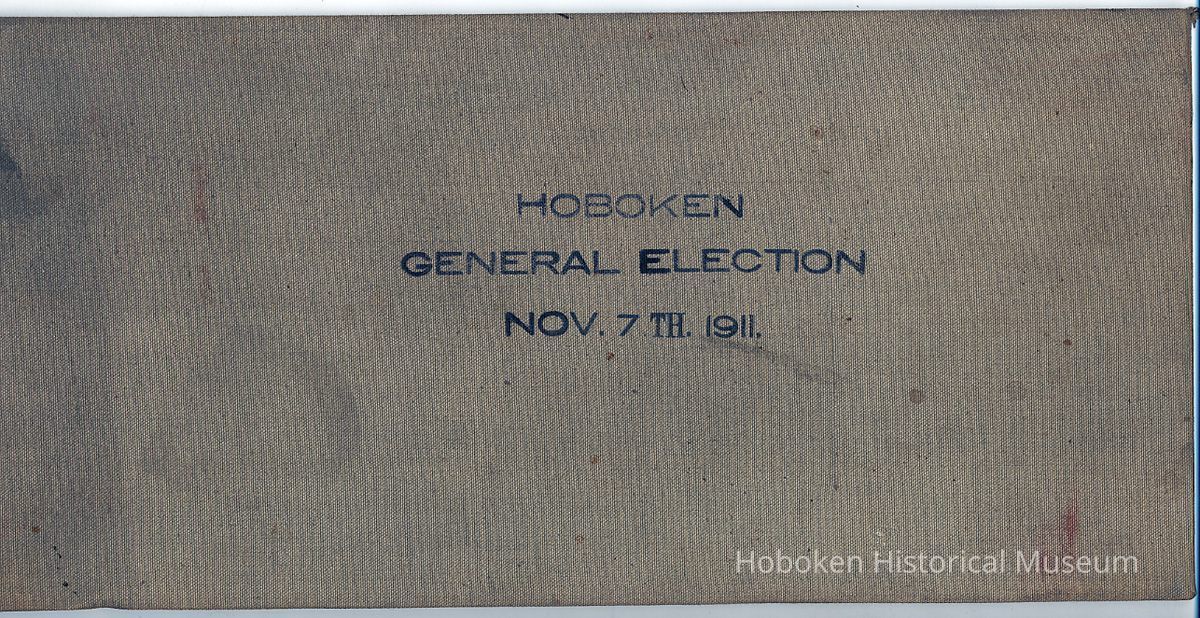 HOBOKEN
GENERAL ELECTION
NOV. 7 TH. 1911.
Hoboken Historical Museum